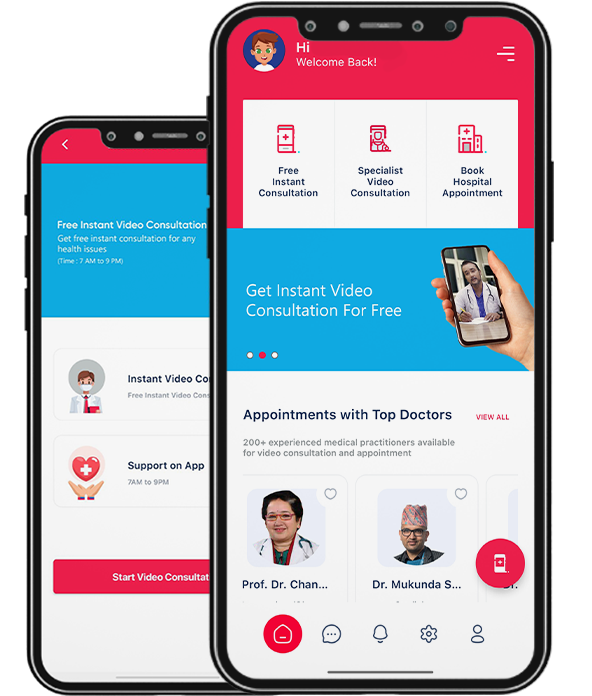 Free Instant Video Consultation
Get free instant consultation for any
health issues
(Time : 7 AM to 9 PM)
Instant Video Co
Free Instant Video Cons
Support on App
7AM to 9PM
Start Video Consultat
Hi
Welcome Back!
Free
Instant
Consultation
Specialist
Video
Consultation
Book
Hospital
Appointment
Get Instant Video
Consultation For Free
Appointments with Top Doctors
VIEW ALL
200+ experienced medical practitioners available
for video consultation and appointment
Prof. Dr. Chan...
Dr. Mukunda S...